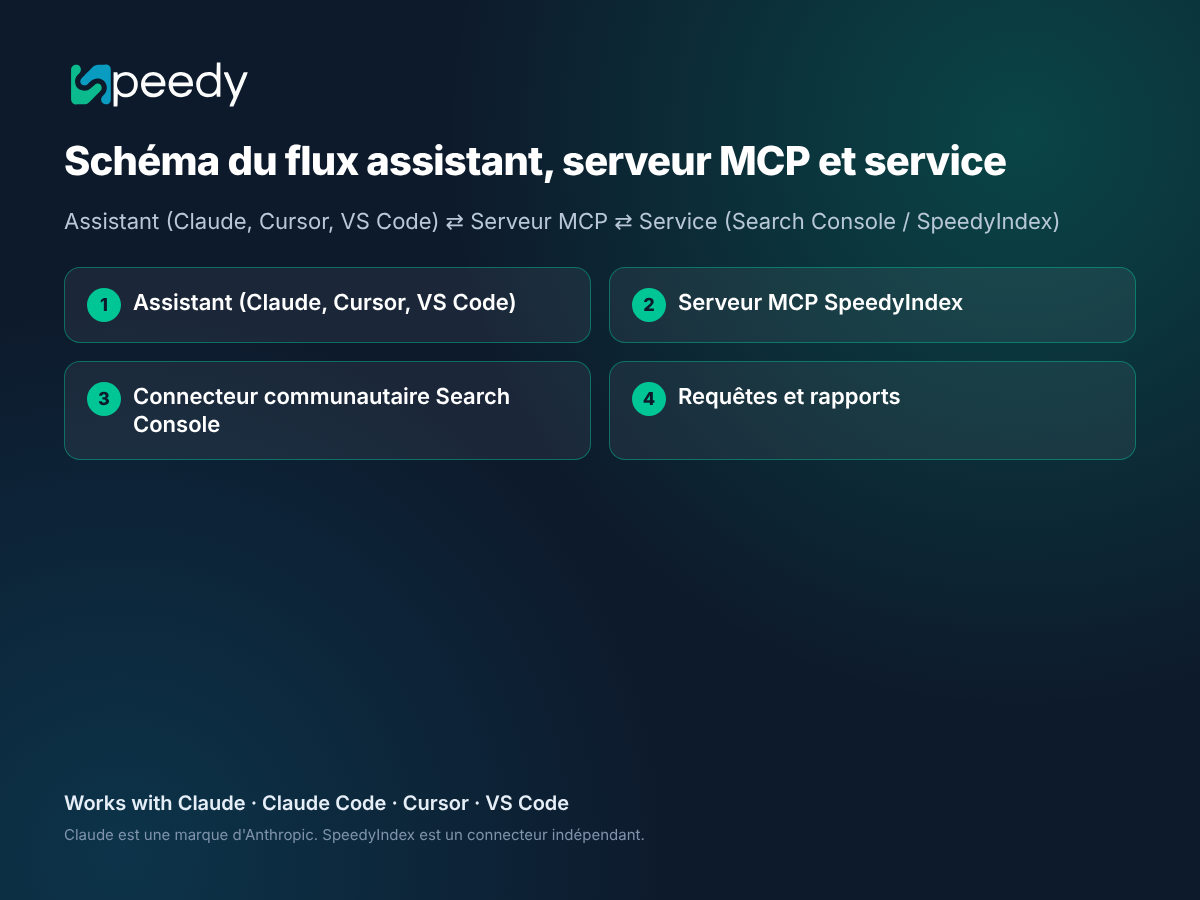 Speedy
Schéma du flux assistant, serveur MCP et service
Assistant (Claude, Cursor, VS Code) ⇄ Serveur MCP ⇄ Service (Search Console / SpeedyIndex)
1 Assistant (Claude, Cursor, VS Code)
2 Serveur MCP SpeedyIndex
3 Connecteur communautaire Search
Console
4 Requêtes et rapports
Works with Claude · Claude Code · Cursor · VS Code
Claude est une marque d'Anthropic. SpeedyIndex est un connecteur indépendant.